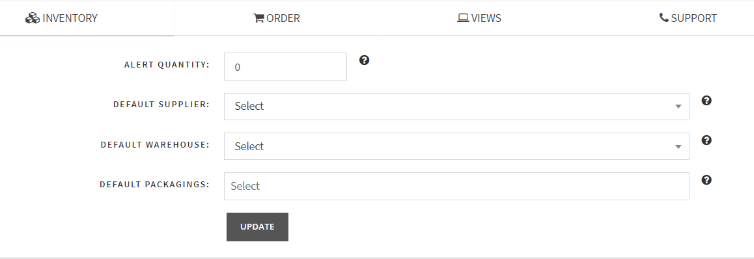 INVENTORY ORDER VIEWS SUPPORT
ALERT QUANTITY: 0
DEFAULT SUPPLIER: Select
DEFAULT WAREHOUSE: Select
DEFAULT PACKAGINGS: Select
UPDATE